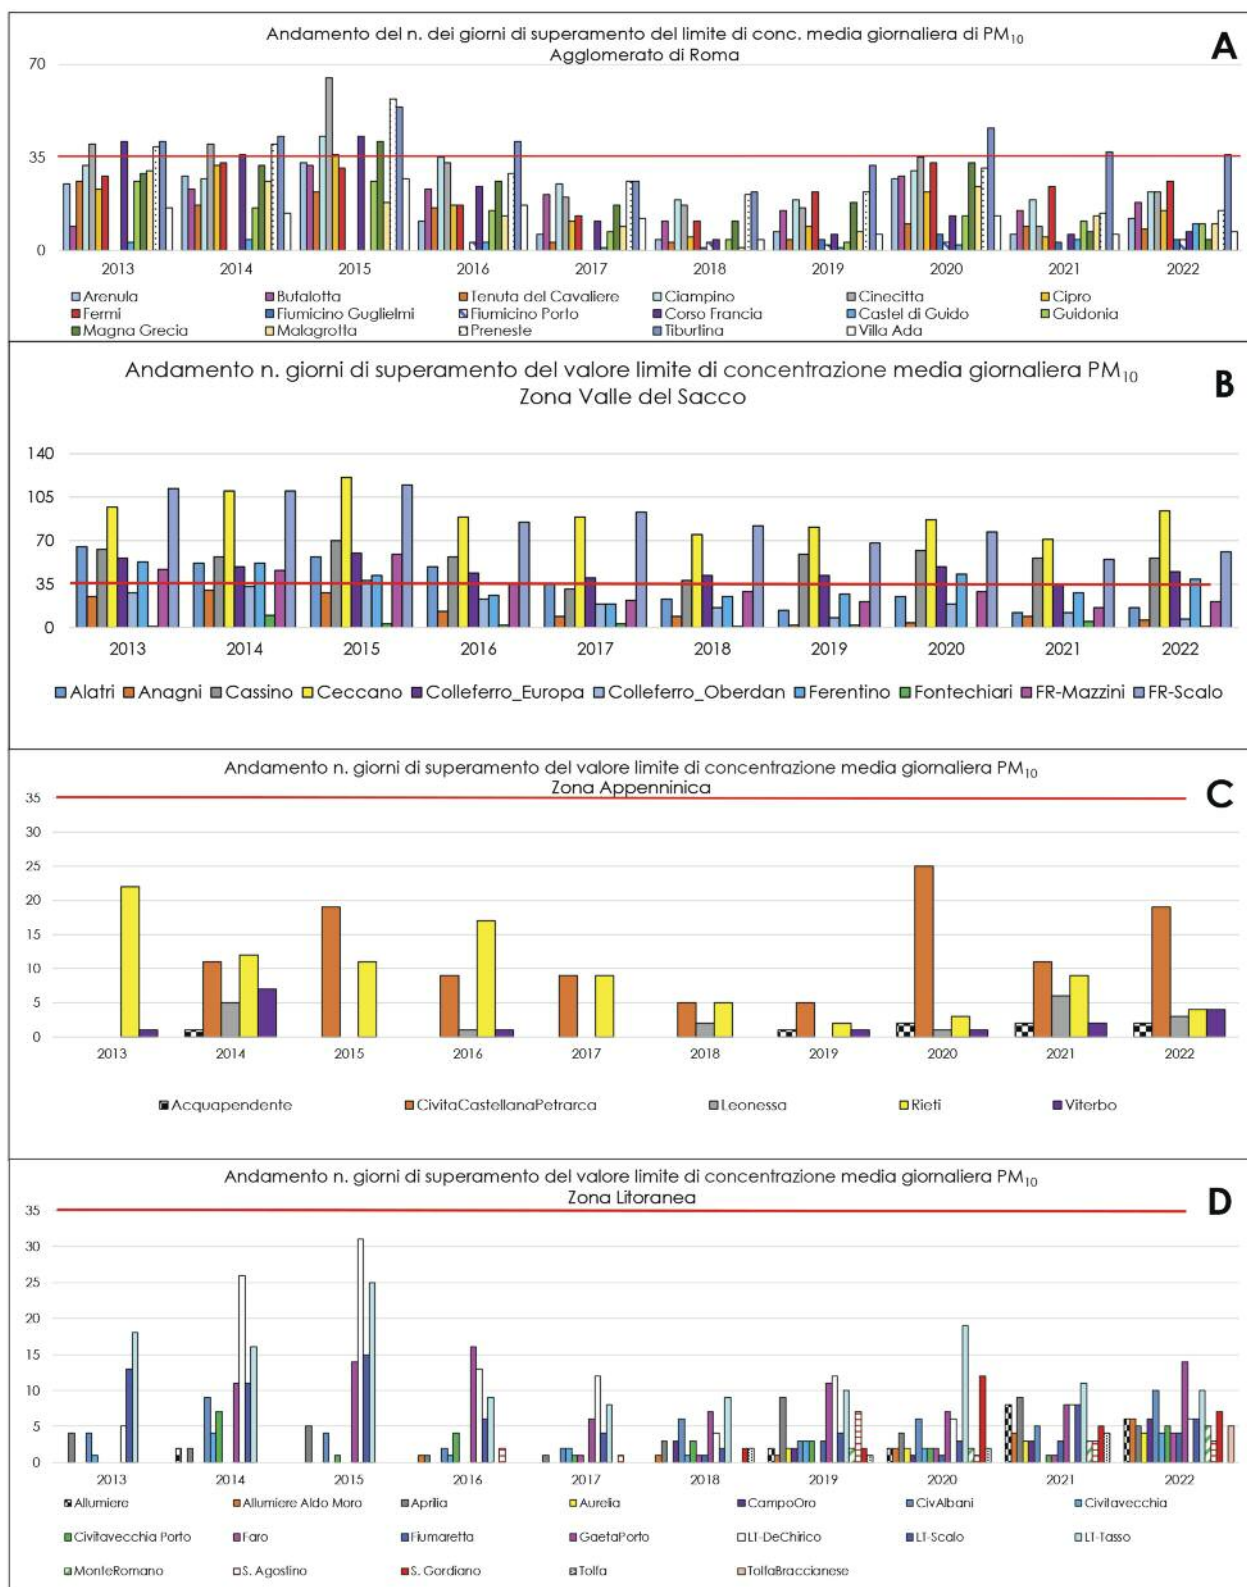 Andamento del n. dei giorni di superamento del limite di conc. media giornaliera di PM₁₀
Agglomerato di Roma
A
70
35
0
2013 2014 2015 2016 2017 2018 2019 2020 2021 2022
Arenula Bufalotta Tenuta del Cavaliere Ciampino Cinecitta Cipro
Fermi Fiumicino Guglielmi Fiumicino Porto Corso Francia Castel di Guido Guidonia
Magna Grecia Malagrotta Preneste Tiburtina Villa Ada
Andamento n. giorni di superamento del valore limite di concentrazione media giornaliera PM₁₀
Zona Valle del Sacco
B
140
105
70
35
0
2013 2014 2015 2016 2017 2018 2019 2020 2021 2022
Alatri Anagni Cassino Ceccano Colleferro_Europa Colleferro_Oberdan Ferentino Fontechiari FR-Mazzini FR-Scalo
Andamento n. giorni di superamento del valore limite di concentrazione media giornaliera PM₁₀
Zona Appenninica
C
35
30
25
20
15
10
5
0
2013 2014 2015 2016 2017 2018 2019 2020 2021 2022
Acquapendente CivitaCastellanaPetrarca Leonessa Rieti Viterbo
Andamento n. giorni di superamento del valore limite di concentrazione media giornaliera PM₁₀
Zona Litoranea
D
35
30
25
20
15
10
5
0
2013 2014 2015 2016 2017 2018 2019 2020 2021 2022
Allumiere Allumiere Aldo Moro Aprilia Aurelia CampoOro CivAlbani Civitavecchia
Civitavecchia Porto Faro Fiumaretta GaetaPorto LT-DeChirico LT-Scalo LT-Tasso
MonteRomano S. Agostino S. Gordiano Tolfa TolfaBraccianese